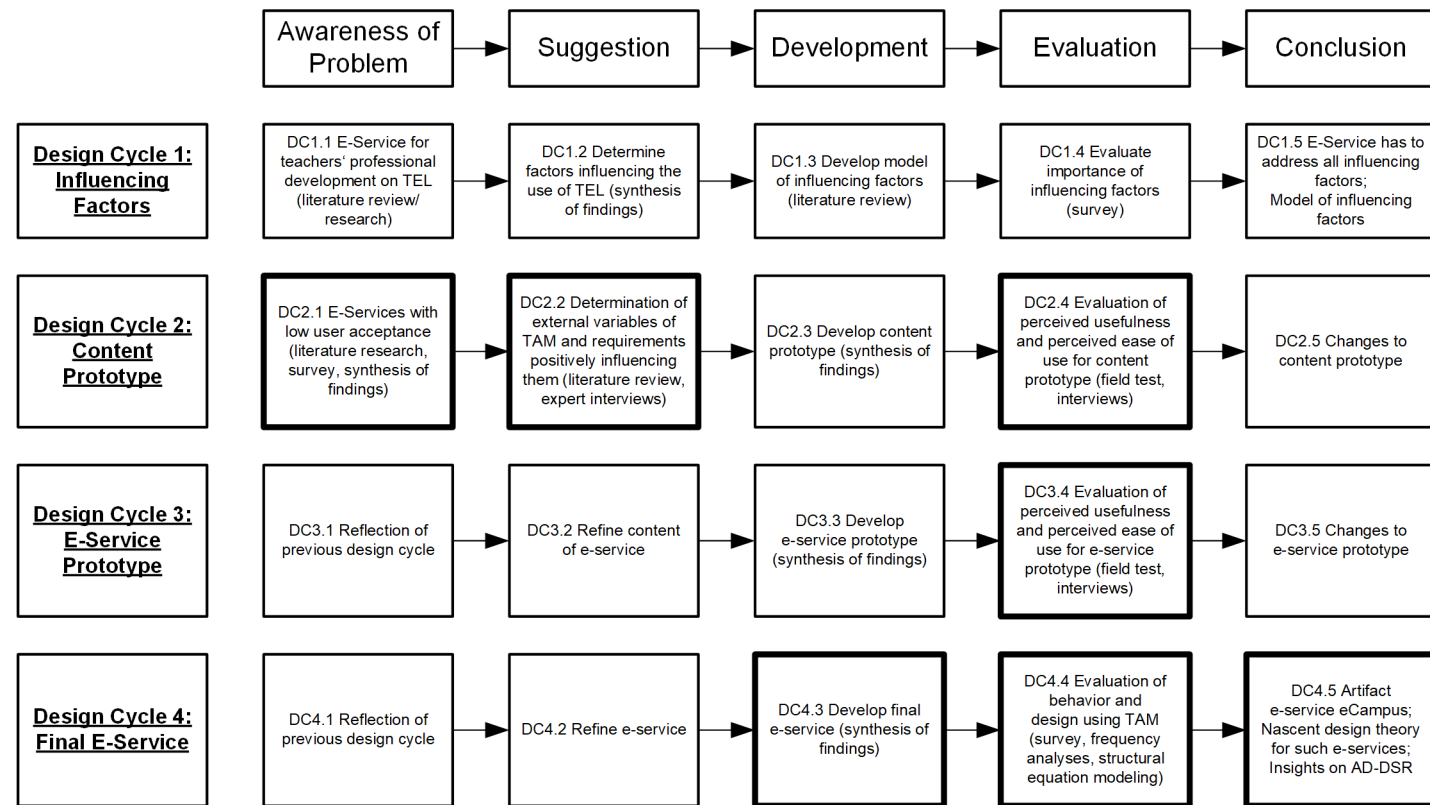 Awareness of
Problem
Suggestion
Development
Evaluation
Conclusion
Design Cycle 1:
Influencing
Factors
DC1.1 E-Service for
teachers‘ professional
development on TEL
(literature review/
research)
DC1.2 Determine
factors influencing the
use of TEL (synthesis
of findings)
DC1.3 Develop model
of influencing factors
(literature review)
DC1.4 Evaluate
importance of
influencing factors
(survey)
DC1.5 E-Service has to
address all influencing
factors;
Model of influencing
factors
Design Cycle 2:
Content
Prototype
DC2.1 E-Services with
low user acceptance
(literature research,
survey, synthesis of
findings)
DC2.2 Determination of
external variables of
TAM and requirements
positively influencing
them (literature review,
expert interviews)
DC2.3 Develop content
prototype (synthesis of
findings)
DC2.4 Evaluation of
perceived usefulness
and perceived ease of
use for content
prototype (field test,
interviews)
DC2.5 Changes to
content prototype
Design Cycle 3:
E-Service
Prototype
DC3.1 Reflection of
previous design cycle
DC3.2 Refine content
of e-service
DC3.3 Develop
e-service prototype
(synthesis of findings)
DC3.4 Evaluation of
perceived usefulness
and perceived ease of
use for e-service
prototype (field test,
interviews)
DC3.5 Changes to
e-service prototype
Design Cycle 4:
Final E-Service
DC4.1 Reflection of
previous design cycle
DC4.2 Refine e-service
DC4.3 Develop final
e-service (synthesis of
findings)
DC4.4 Evaluation of
behavior and
design using TAM
(survey, frequency
analyses, structural
equation modeling)
DC4.5 Artifact
e-service eCampus;
Nascent design theory
for such e-services;
Insights on AD-DSR